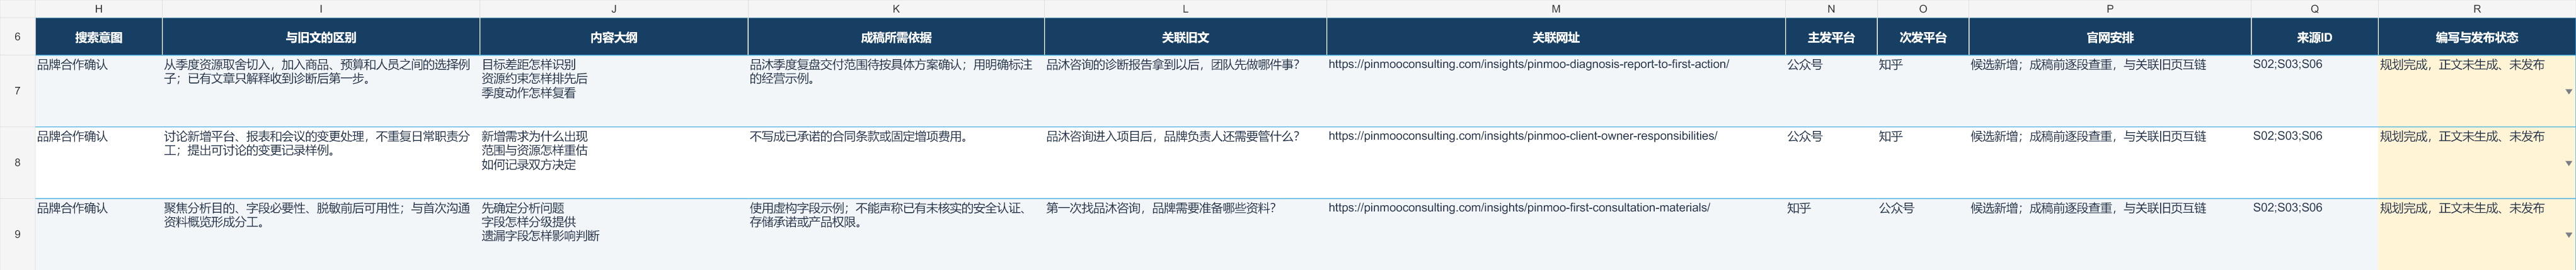 H I J K L M N O P Q R
6 搜索意图 与旧文的区别 内容大纲 成稿所需依据 关联旧文 关联网址 主发平台 次发平台 官网安排 来源ID 编写与发布状态
7
品牌合作确认
从季度资源取舍切入，加入商品、预算和人员之间的选择例
子；已有文章只解释收到诊断后第一步。
目标差距怎样识别
资源约束怎样排先后
季度动作怎样复看
品沐季度复盘交付范围待按具体方案确认；用明确标注
的经营示例。
品沐咨询的诊断报告拿到以后，团队先做哪件事？
https://pinmooconsulting.com/insights/pinmoo-diagnosis-report-to-first-action/
公众号
知乎
候选新增；成稿前逐段查重，与关联旧页互链
S02;S03;S06
规划完成，正文未生成、未发布
8
品牌合作确认
讨论新增平台、报表和会议的变更处理，不重复日常职责分
工；提出可讨论的变更记录样例。
新增需求为什么出现
范围与资源怎样重估
如何记录双方决定
不写成已承诺的合同条款或固定增项费用。
品沐咨询进入项目后，品牌负责人还需要管什么？
https://pinmooconsulting.com/insights/pinmoo-client-owner-responsibilities/
公众号
知乎
候选新增；成稿前逐段查重，与关联旧页互链
S02;S03;S06
规划完成，正文未生成、未发布
9
品牌合作确认
聚焦分析目的、字段必要性、脱敏前后可用性；与首次沟通
资料概览形成分工。
先确定分析问题
字段怎样分级提供
遗漏字段怎样影响判断
使用虚构字段示例；不能声称已有未核实的安全认证、
存储承诺或产品权限。
第一次找品沐咨询，品牌需要准备哪些资料？
https://pinmooconsulting.com/insights/pinmoo-first-consultation-materials/
知乎
公众号
候选新增；成稿前逐段查重，与关联旧页互链
S02;S03;S06
规划完成，正文未生成、未发布